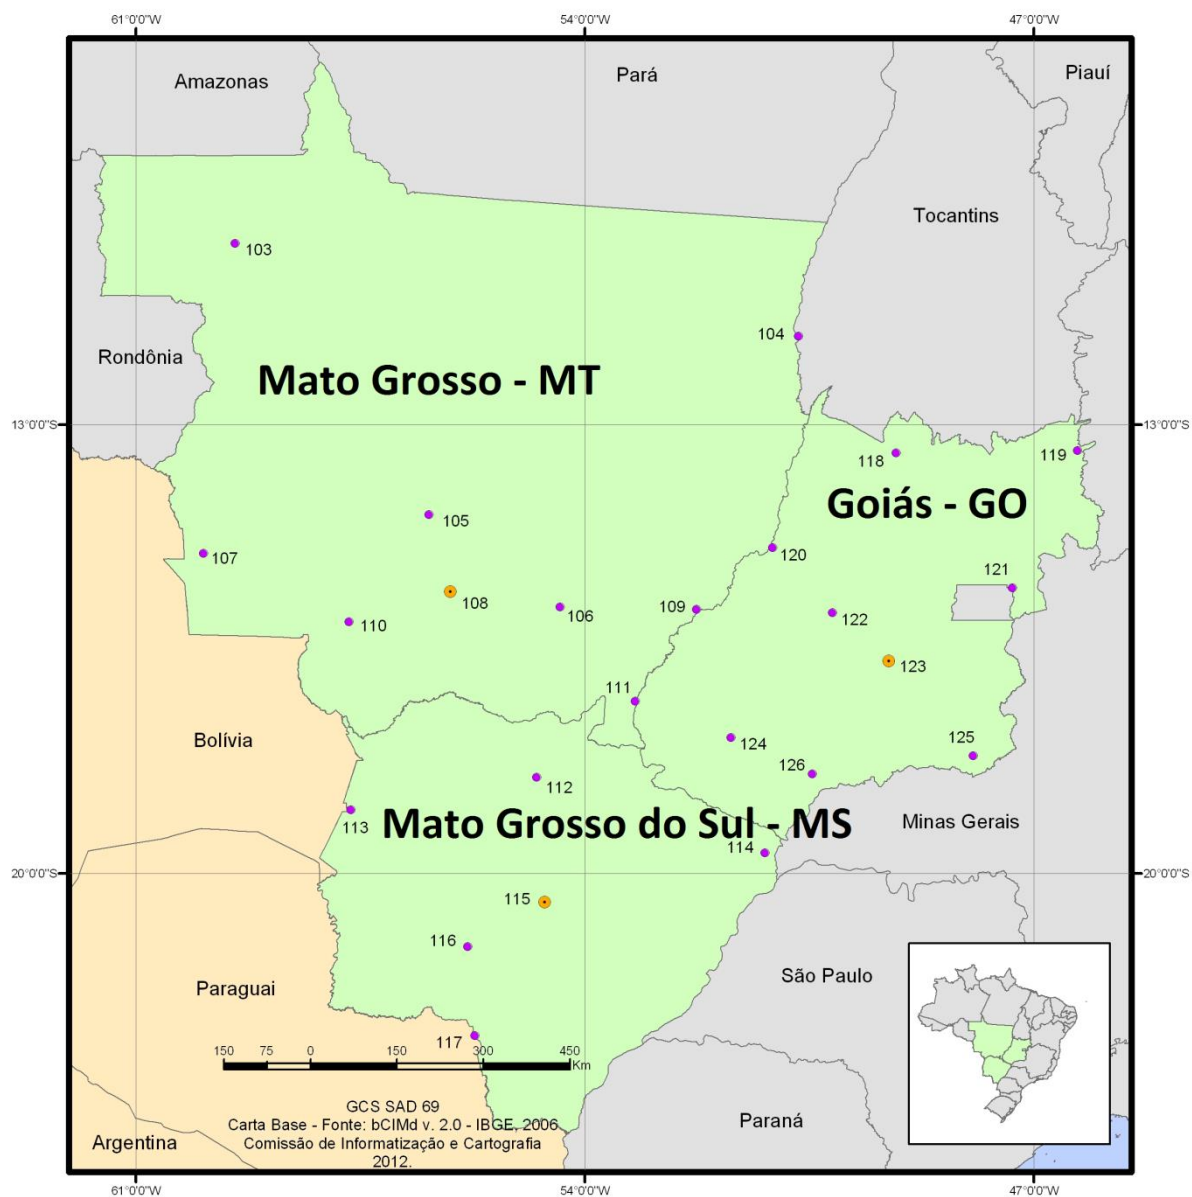 61°0'0"W 54°0'0"W 47°0'0"W
Amazonas
Pará
Piauí
Tocantins
103
104
Rondônia
Mato Grosso - MT
13°0'0"S 13°0'0"S
118
119
Goiás - GO
105
107
120
121
108
106
109
122
110
123
111
Bolívia
124
125
126
112
113
Mato Grosso do Sul - MS
Minas Gerais
114
20°0'0"S 20°0'0"S
115
116
São Paulo
Paraguai
117
150 75 0 150 300 450
Km
GCS SAD 69
Carta Base - Fonte: bCIMd v. 2.0 - IBGE, 2006
Comissão de Informatização e Cartografia
2012.
Paraná
Argentina
61°0'0"W 54°0'0"W 47°0'0"W